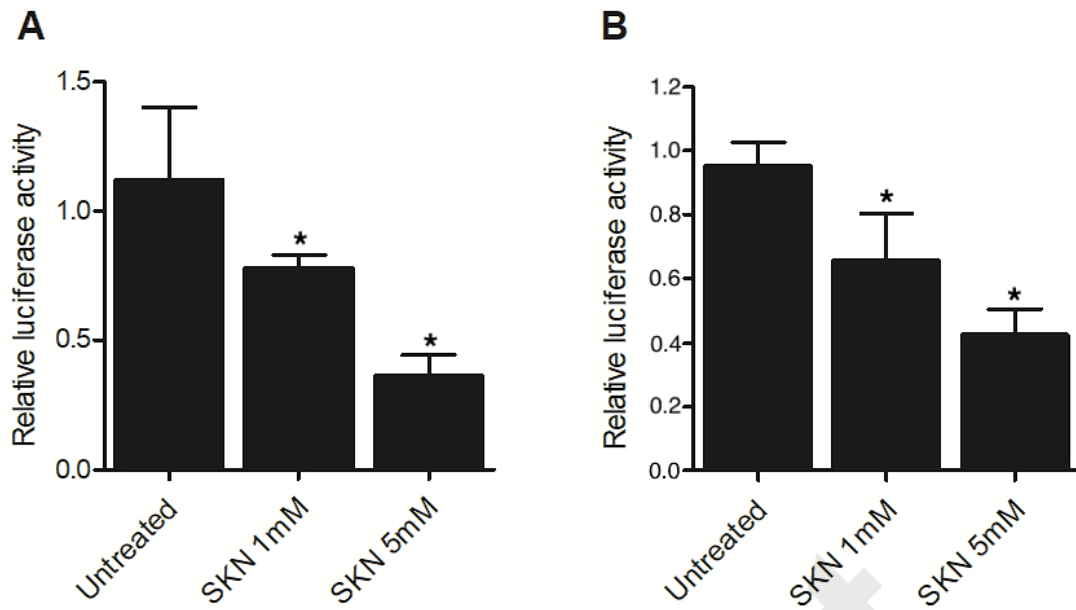 A
Relative luciferase activity
1.5
1.0
0.5
0.0
*
*
Untreated
SKN 1mM
SKN 5mM
B
Relative luciferase activity
1.2
1.0
0.8
0.6
0.4
0.2
0.0
*
*
Untreated
SKN 1mM
SKN 5mM